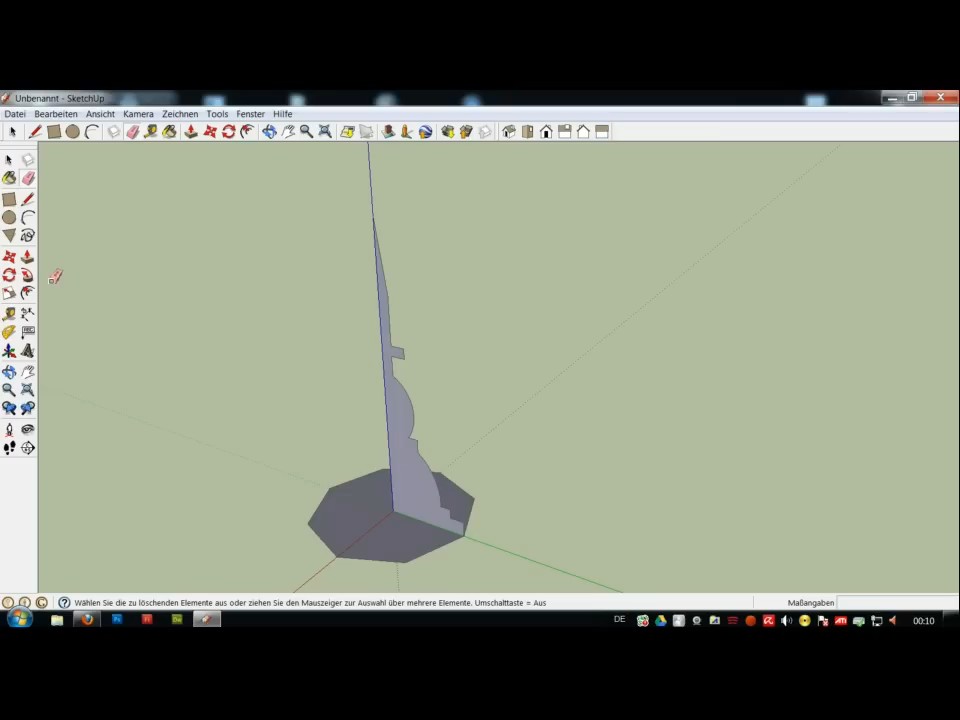 Unbenannt - SketchUp
Datei Bearbeiten Ansicht Kamera Zeichnen Tools Fenster Hilfe
Wählen Sie die zu löschenden Elemente aus oder ziehen Sie den Mauszeiger zur Auswahl über mehrere Elemente. Umschalttaste = Aus
Maßangaben
DE
00:10